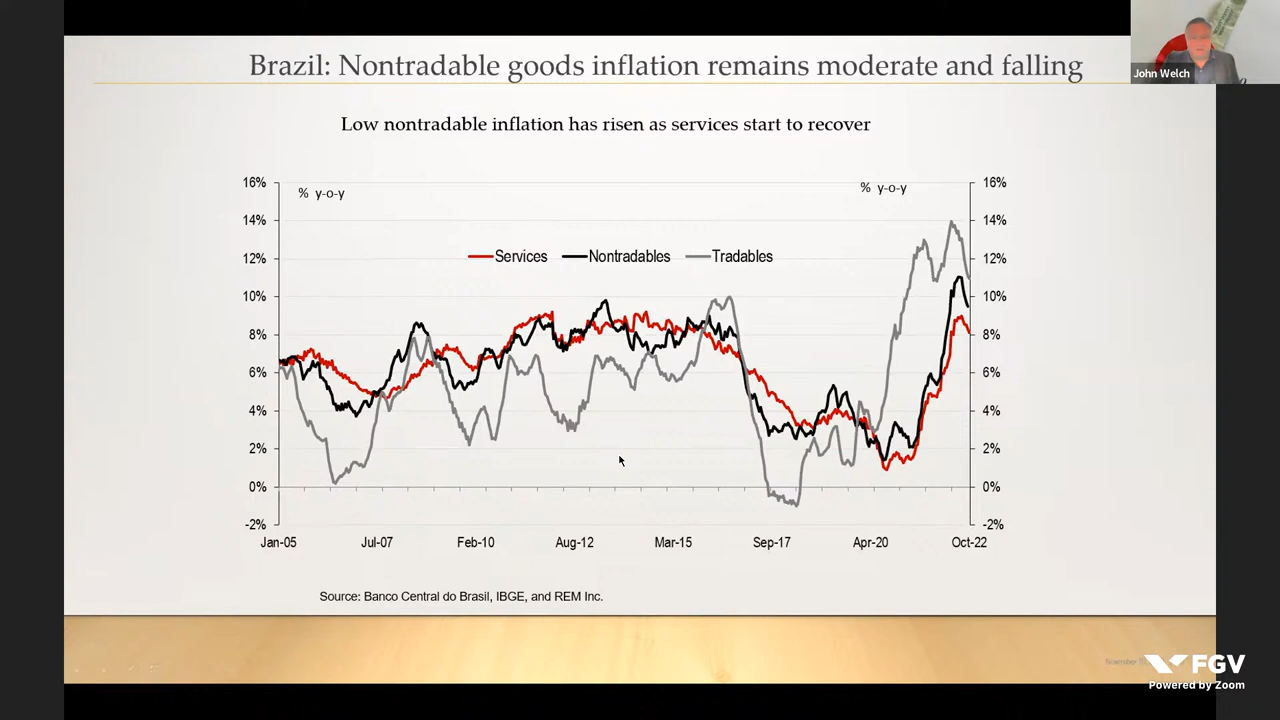 Brazil: Nontradable goods inflation remains moderate and falling
John Welch
Low nontradable inflation has risen as services start to recover
16% 16%
% y-o-y % y-o-y
14% 14%
12% Services Nontradables Tradables 12%
10% 10%
8% 8%
6% 6%
4% 4%
2% 2%
0% 0%
-2% -2%
Jan-05 Jul-07 Feb-10 Aug-12 Mar-15 Sep-17 Apr-20 Oct-22
Source: Banco Central do Brasil, IBGE, and REM Inc.
November
FGV
Powered by Zoom